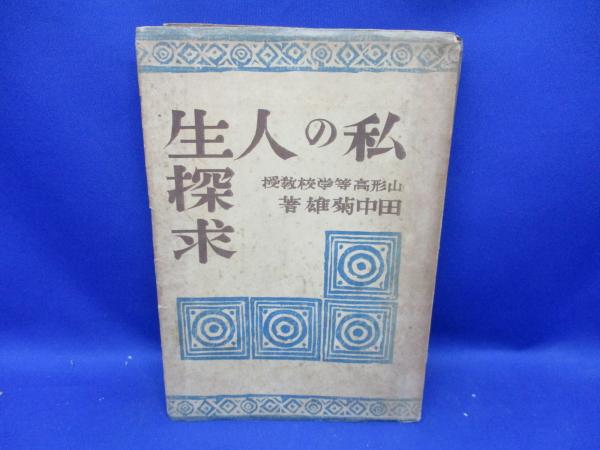 私の人生探求
山形高等学校教授
田中菊雄著